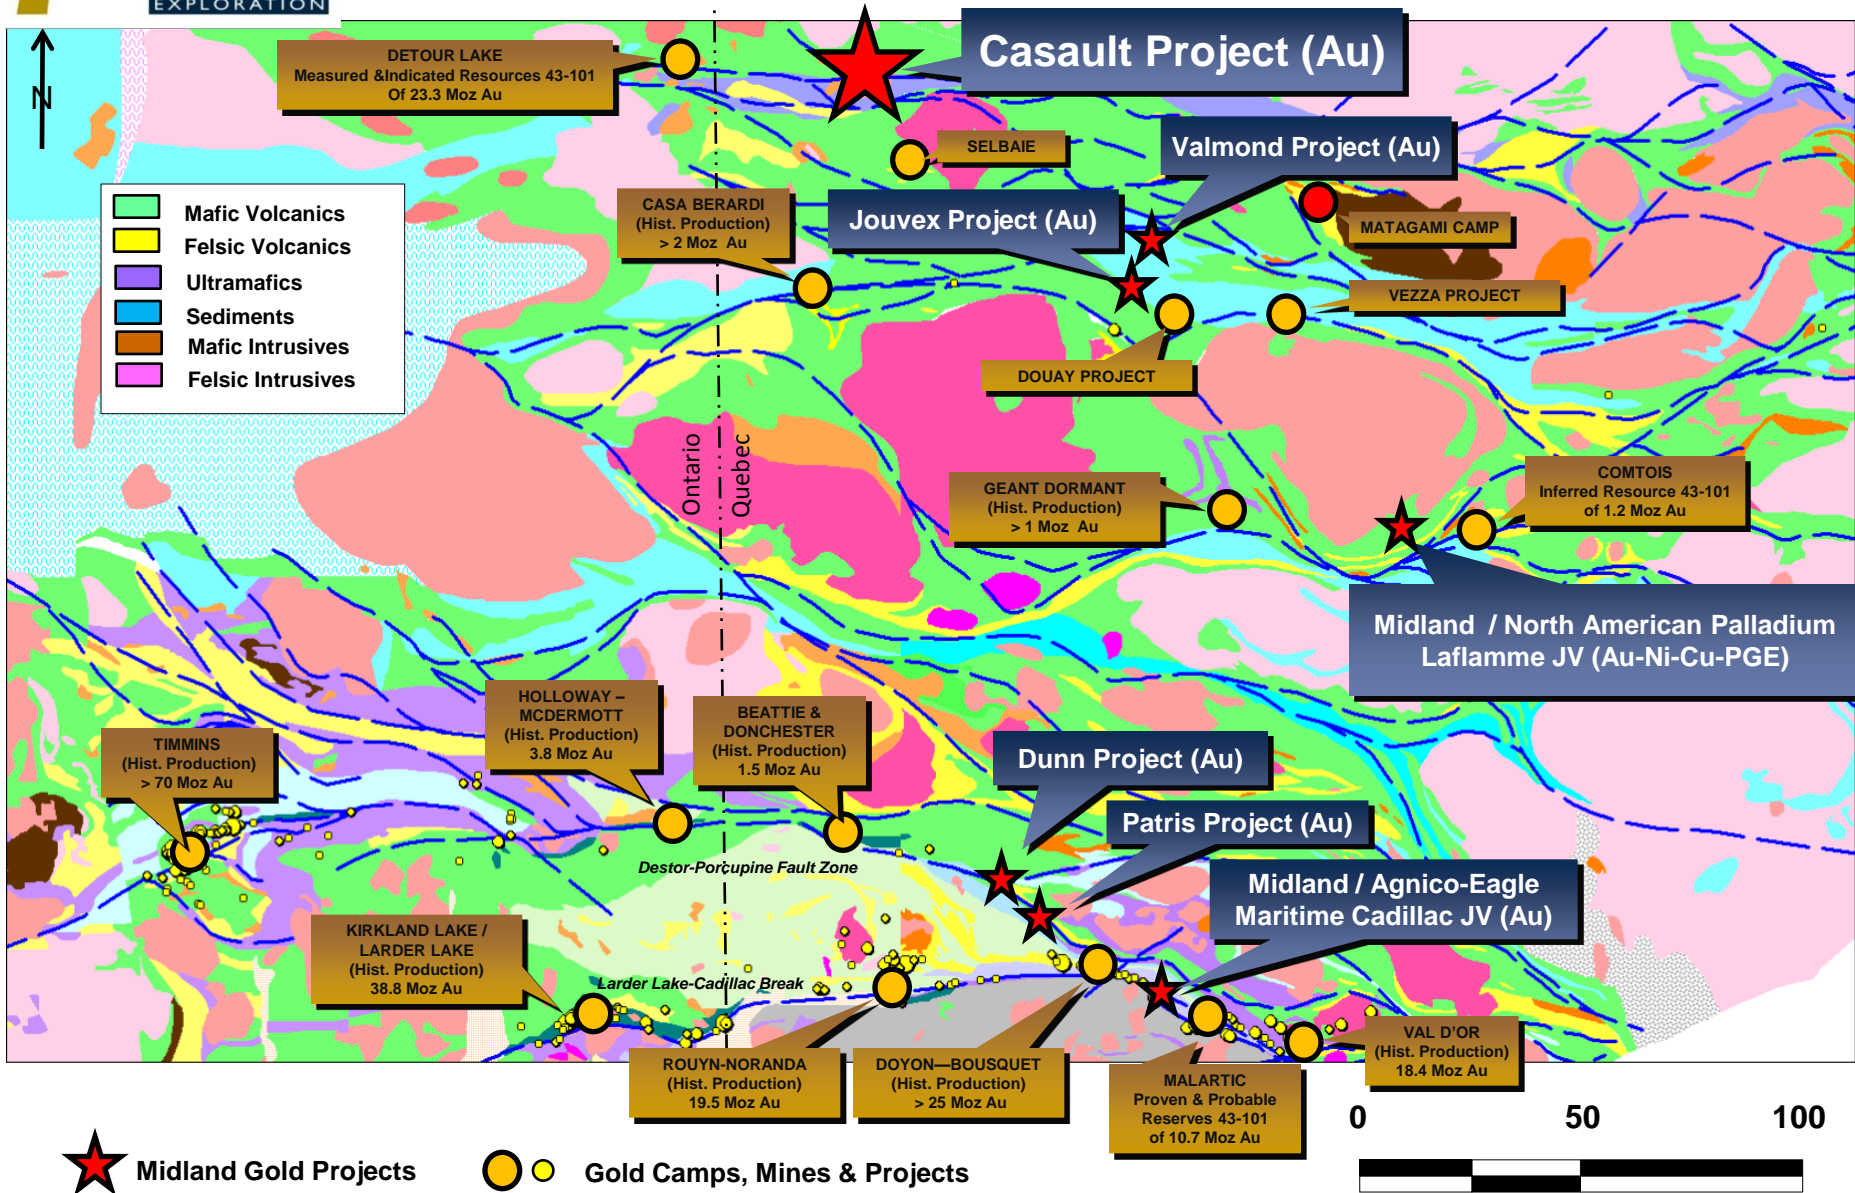 EXPLORATION
N
DETOUR LAKE
Measured &Indicated Resources 43-101
Of 23.3 Moz Au
Casault Project (Au)
SELBAIE
Valmond Project (Au)
CASA BERARDI
(Hist. Production)
> 2 Moz Au
Jouvex Project (Au)
MATAGAMI CAMP
Mafic Volcanics
Felsic Volcanics
Ultramafics
Sediments
Mafic Intrusives
Felsic Intrusives
VEZZA PROJECT
DOUAY PROJECT
Ontario
Quebec
GEANT DORMANT
(Hist. Production)
> 1 Moz Au
COMTOIS
Inferred Resource 43-101
of 1.2 Moz Au
Midland / North American Palladium
Laflamme JV (Au-Ni-Cu-PGE)
HOLLOWAY –
MCDERMOTT
(Hist. Production)
3.8 Moz Au
BEATTIE &
DONCHESTER
(Hist. Production)
1.5 Moz Au
TIMMINS
(Hist. Production)
> 70 Moz Au
Dunn Project (Au)
Patris Project (Au)
Destor-Porcupine Fault Zone
Midland / Agnico-Eagle
Maritime Cadillac JV (Au)
KIRKLAND LAKE /
LARDER LAKE
(Hist. Production)
38.8 Moz Au
Larder Lake-Cadillac Break
ROUYN-NORANDA
(Hist. Production)
19.5 Moz Au
DOYON—BOUSQUET
(Hist. Production)
> 25 Moz Au
MALARTIC
Proven & Probable
Reserves 43-101
of 10.7 Moz Au
VAL D'OR
(Hist. Production)
18.4 Moz Au
0 50 100
Midland Gold Projects
Gold Camps, Mines & Projects